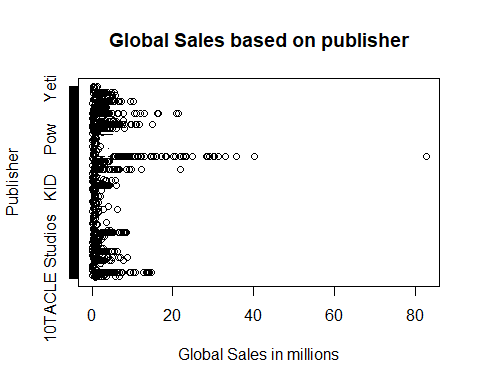 Global Sales based on publisher
Publisher
Yeti
Pow
KID
10TACLE Studios
0 20 40 60 80
Global Sales in millions